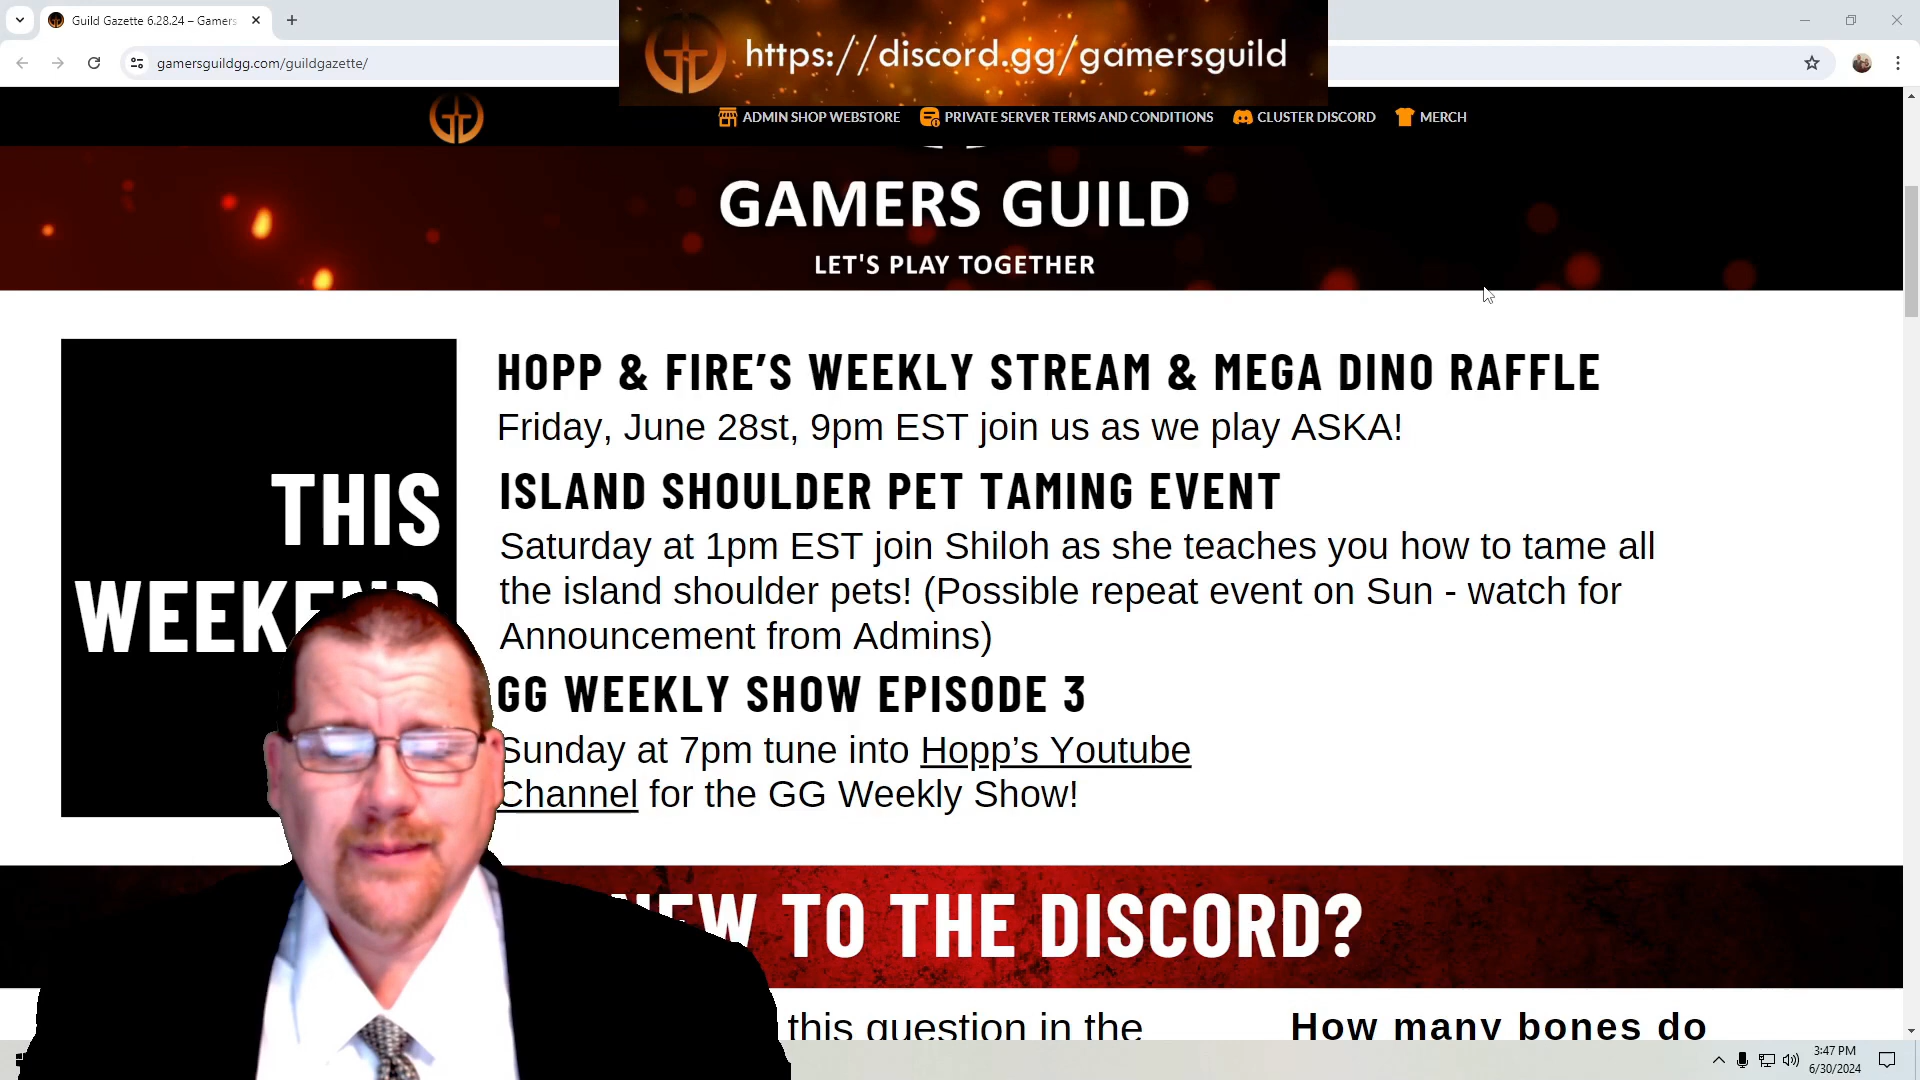 Guild Gazette 6.28.24 – Gamers
gamersguildgg.com/guildgazette/
https://discord.gg/gamersguild
ADMIN SHOP WEBSTORE
PRIVATE SERVER TERMS AND CONDITIONS
CLUSTER DISCORD
MERCH
GAMERS GUILD
LET'S PLAY TOGETHER
THIS
HOPP & FIRE’S WEEKLY STREAM & MEGA DINO RAFFLE
Friday, June 28st, 9pm EST join us as we play ASKA!
ISLAND SHOULDER PET TAMING EVENT
Saturday at 1pm EST join Shiloh as she teaches you how to tame all
the island shoulder pets! (Possible repeat event on Sun - watch for
Announcement from Admins)
GG WEEKLY SHOW EPISODE 3
Sunday at 7pm tune into Hopp’s Youtube
Channel for the GG Weekly Show!
TO THE DISCORD?
this question in the
How many bones do
3:47 PM
6/30/2024